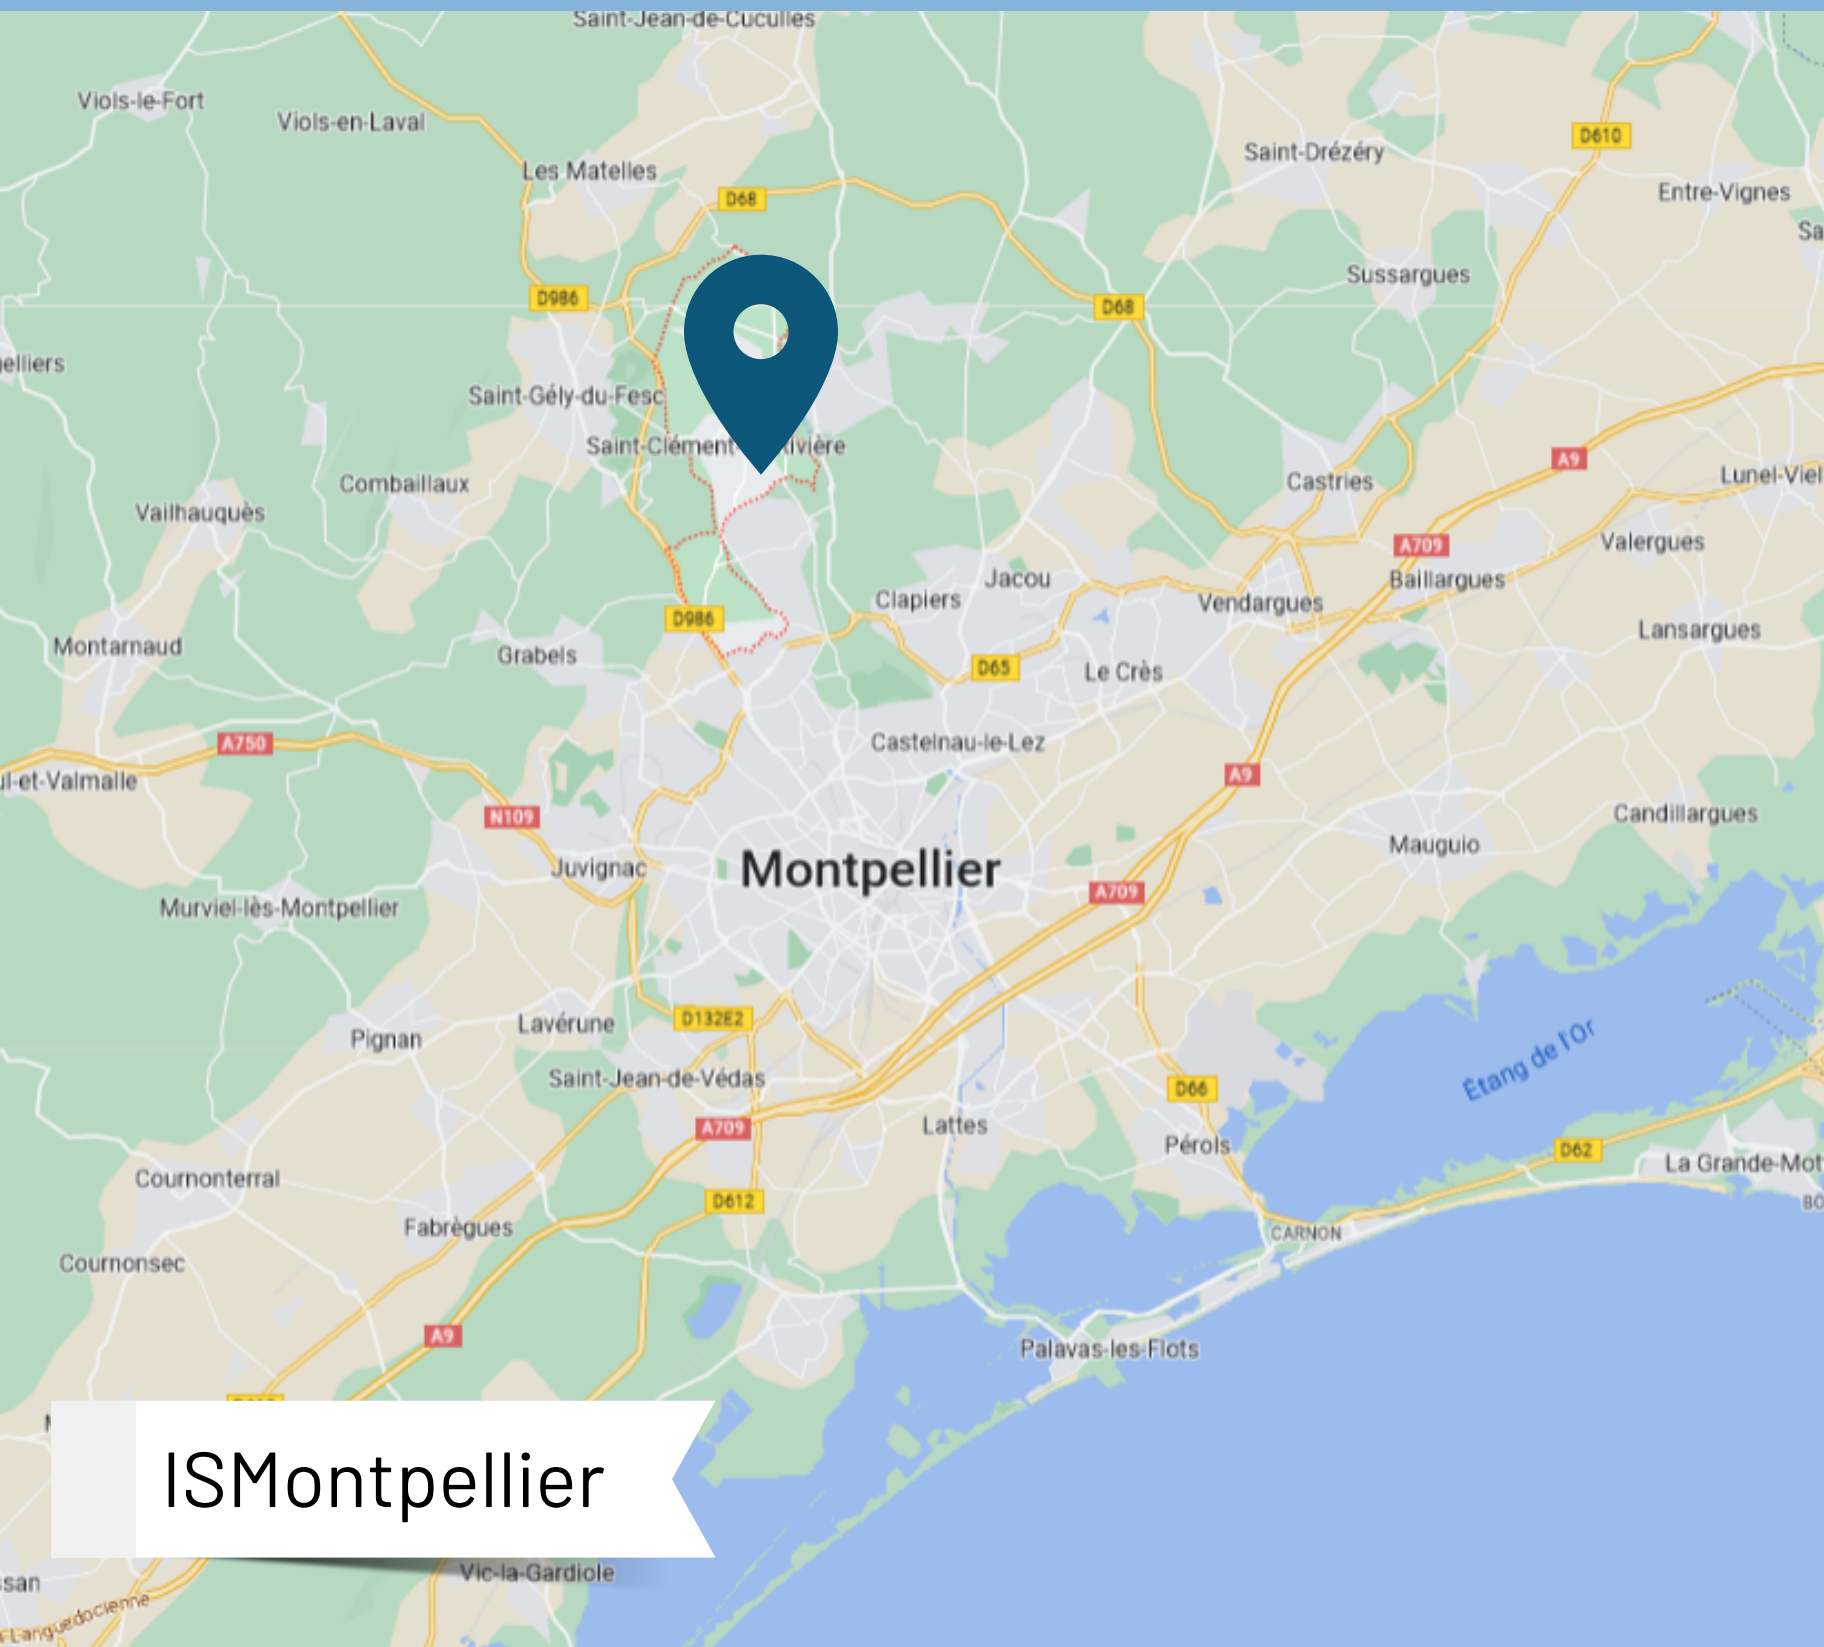 Saint-Jean-de-Cuculles
Viols-le-Fort
Viols-en-Laval
D610
Saint-Drézéry
Les Matelles
Entre-Vignes
D68
Sussargues
D986
D68
Saint-Gély-du-Fesc
Saint-Clément-
A9
Castries
Lunel-Viel
Combaillaux
Vailhauquès
A709
Valergues
Jacou
Baillargues
Clapiers
Vendargues
D986
Lansargues
Montarnaud
Grabels
D65
Le Crès
A750
Castelnau-le-Lez
A9
N109
Candillargues
Mauguio
Juvignac
Montpellier
A709
Murviel-lès-Montpellier
Pignan
Lavérune
D132E2
Étang de l'Or
Saint-Jean-de-Védas
D66
A709
Lattes
Pérols
D62
La Grande-Mot
Cournonterral
D612
Fabrègues
CARNON
Cournonsec
A9
Palavas-les-Flots
ISMontpellier
Vic-la-Gardiole
Languedocienne